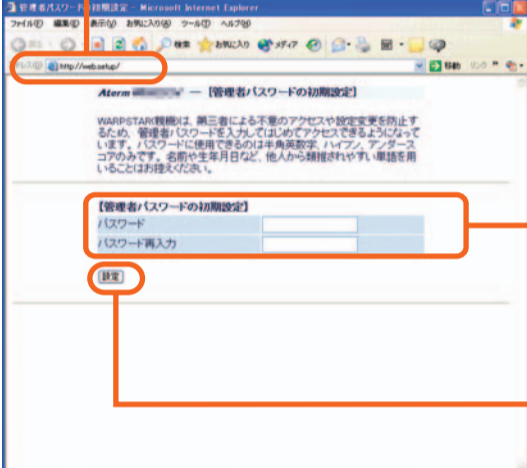 管理者パスワードの初期設定 - Microsoft Internet Explorer
ファイル(F) 編集(E) 表示(V) お気に入り(A) ツール(T) ヘルプ(H)
検索 お気に入り メディア
http://web.setup/ 移動 リンク
Aterm — 【管理者パスワードの初期設定】
WARPSTAR(親機)は、第三者による不意のアクセスや設定変更を防止す
るため、管理者パスワードを入力してはじめてアクセスできるようになって
います。パスワードに使用できるのは半角英数字、ハイフン、アンダース
コアのみです。名前や生年月日など、他人から類推されやすい単語を用
いることはお控えください。
【管理者パスワードの初期設定】
パスワード
パスワード再入力
設定